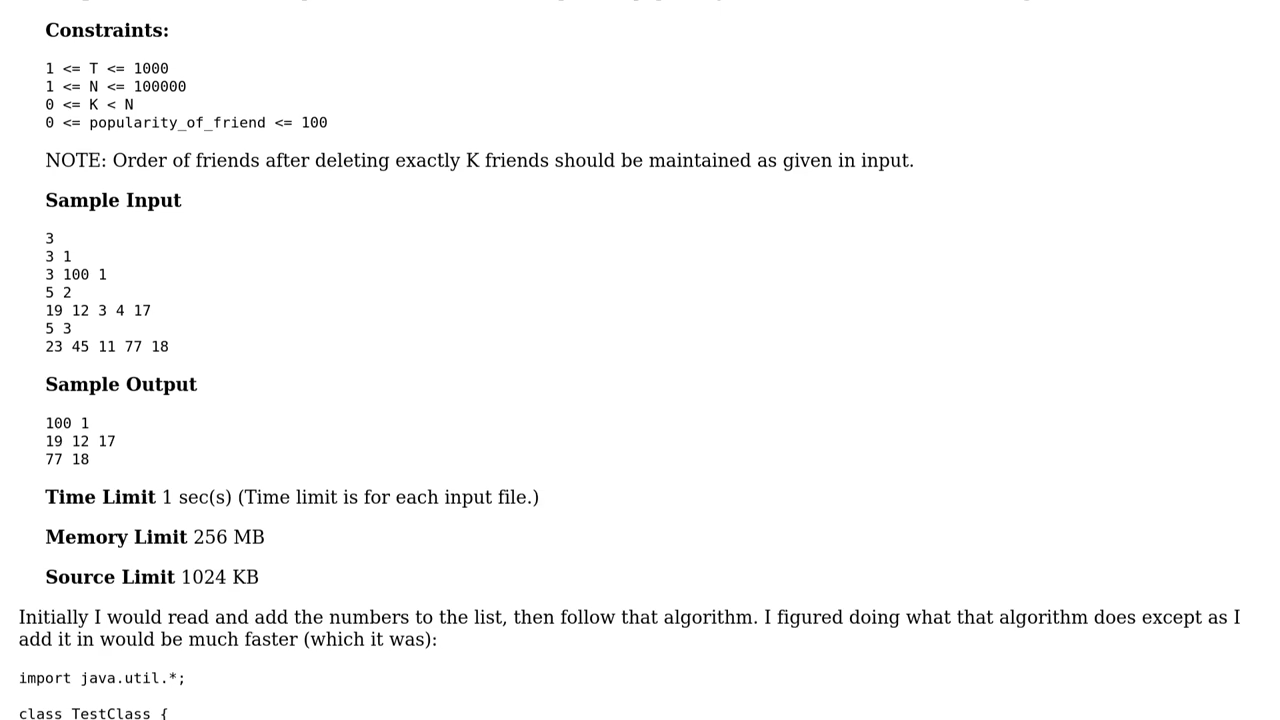 Constraints:
1 <= T <= 1000
1 <= N <= 100000
0 <= K < N
0 <= popularity_of_friend <= 100
NOTE: Order of friends after deleting exactly K friends should be maintained as given in input.
Sample Input
3
3 1
3 100 1
5 2
19 12 3 4 17
5 3
23 45 11 77 18
Sample Output
100 1
19 12 17
77 18
Time Limit 1 sec(s) (Time limit is for each input file.)
Memory Limit 256 MB
Source Limit 1024 KB
Initially I would read and add the numbers to the list, then follow that algorithm. I figured doing what that algorithm does except as I
add it in would be much faster (which it was):
import java.util.*;
class TestClass {